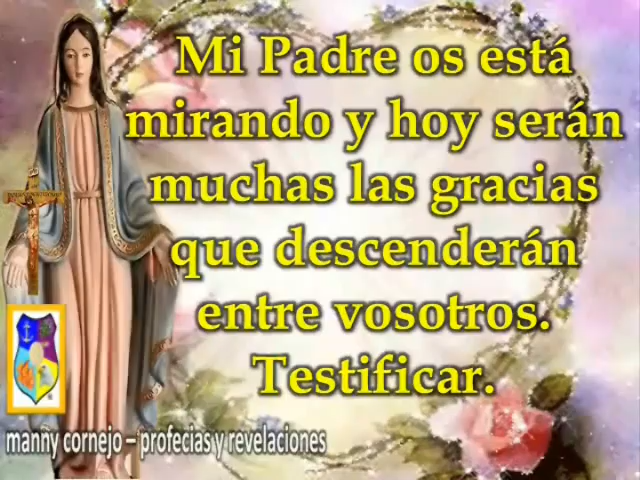 Mi Padre os está
mirando y hoy serán
muchas las gracias
que descenderán
entre vosotros.
Testificar.
manny cornejo – profecias y revelaciones